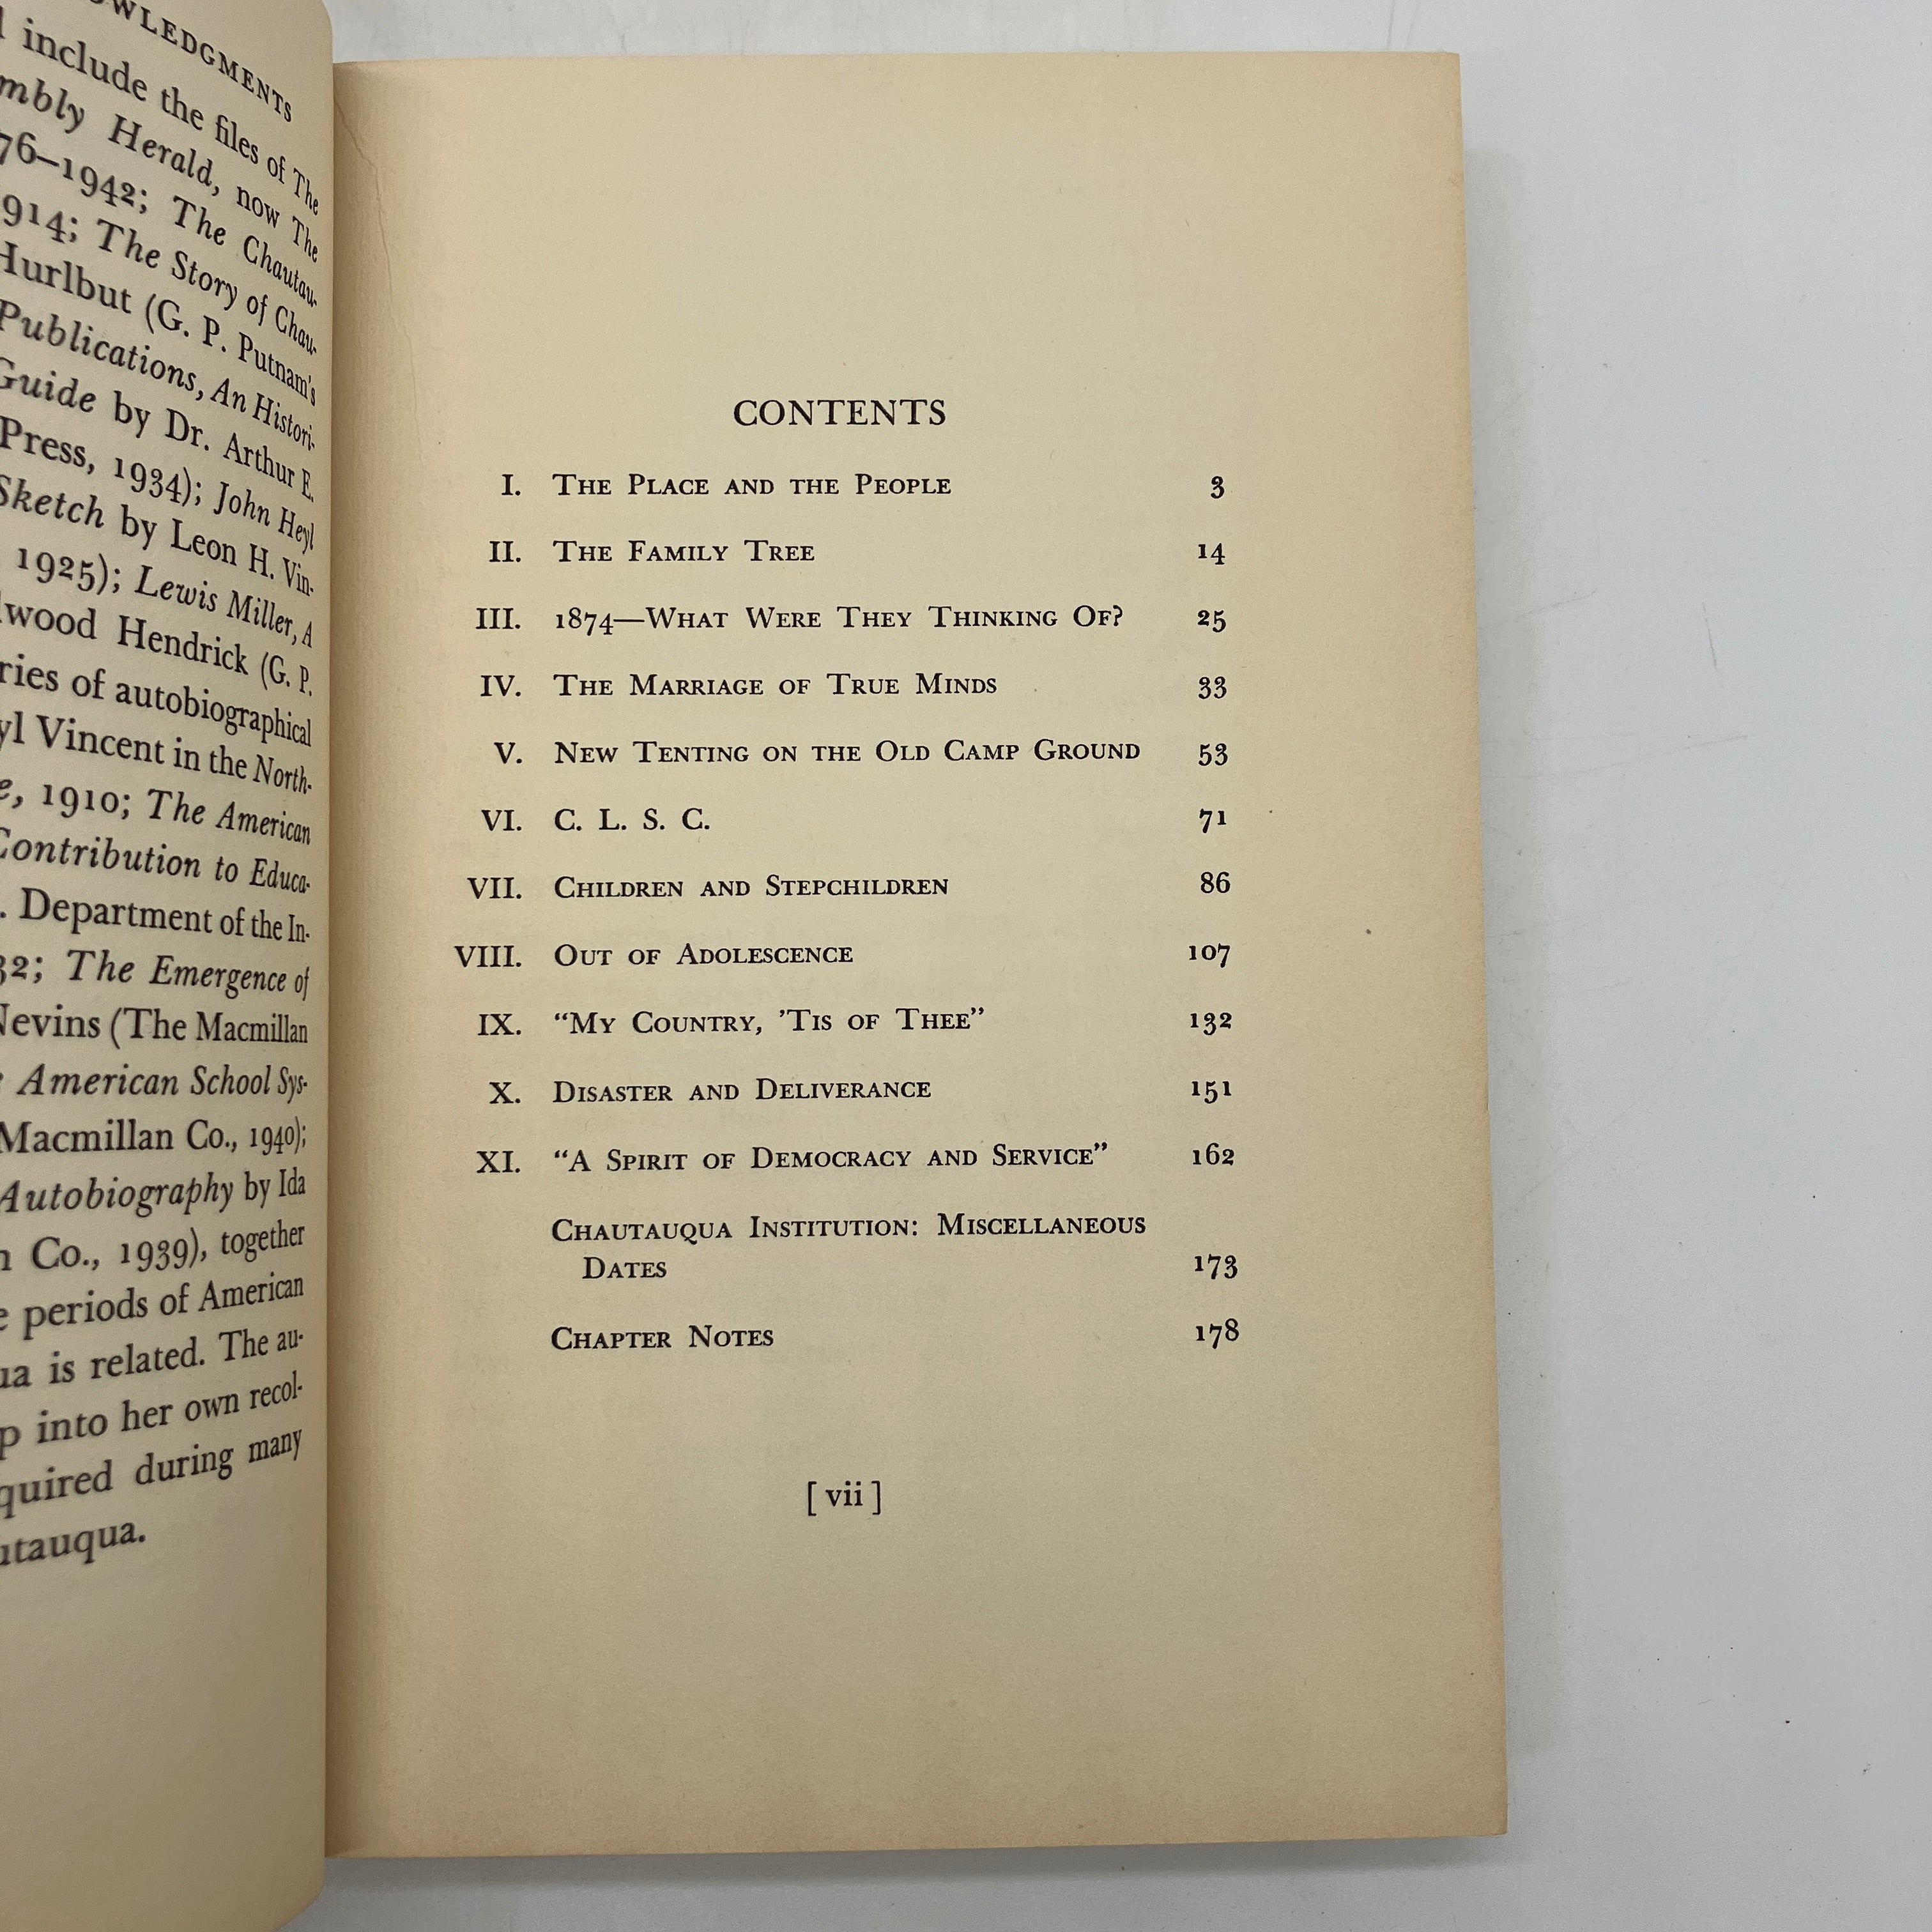 include the files of The
Herald, now The
76–1942; The Chautau-
914; The Story of Chau-
Hurlbut (G. P. Putnam's
Publications, An Histori-
Guide by Dr. Arthur E.
Press, 1934); John Heyl
Sketch by Leon H. Vin-
1925); Lewis Miller, A
Hendrick (G. P.
of autobiographical
Vincent in the North-
1910; The American
Contribution to Educa-
. Department of the In-
32; The Emergence of
Nevins (The Macmillan
American School Sys-
Macmillan Co., 1940);
Autobiography by Ida
Co., 1939), together
periods of American
is related. The au-
into her own recol-
during many
CONTENTS
I. The Place and the People 3
II. The Family Tree 14
III. 1874—What Were They Thinking Of? 25
IV. The Marriage of True Minds 33
V. New Tenting on the Old Camp Ground 53
VI. C. L. S. C. 71
VII. Children and Stepchildren 86
VIII. Out of Adolescence 107
IX. “My Country, ’Tis of Thee” 132
X. Disaster and Deliverance 151
XI. “A Spirit of Democracy and Service” 162
Chautauqua Institution: Miscellaneous
Dates 173
Chapter Notes 178
[ vii ]